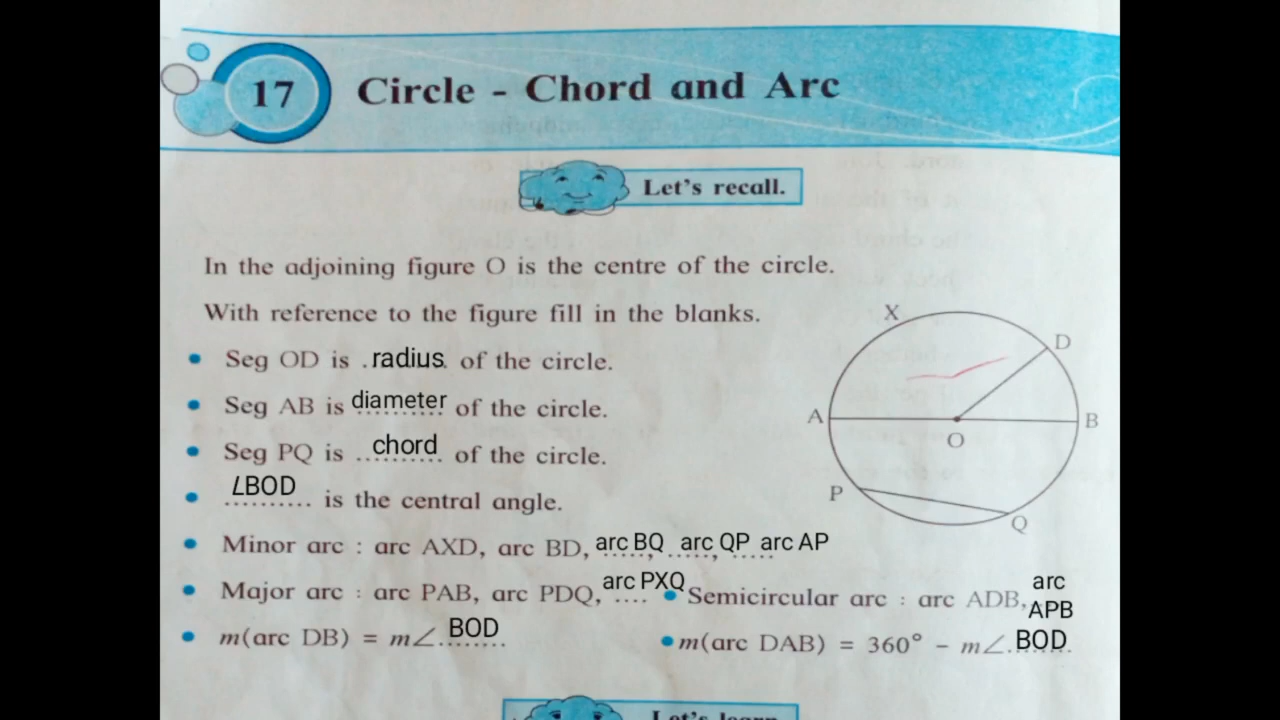 17 Circle - Chord and Arc
Let's recall.
In the adjoining figure O is the centre of the circle.
With reference to the figure fill in the blanks.
• Seg OD is .radius. of the circle.
• Seg AB is diameter of the circle.
• Seg PQ is ..chord.. of the circle.
• ∠BOD is the central angle.
• Minor arc : arc AXD, arc BD, arc BQ, arc QP, arc AP
• Major arc : arc PAB, arc PDQ, arc PXQ • Semicircular arc : arc ADB, arc APB
• m(arc DB) = m∠.BOD. • m(arc DAB) = 360° - m∠.BOD.
X
D
A
B
O
P
Q
Let's learn